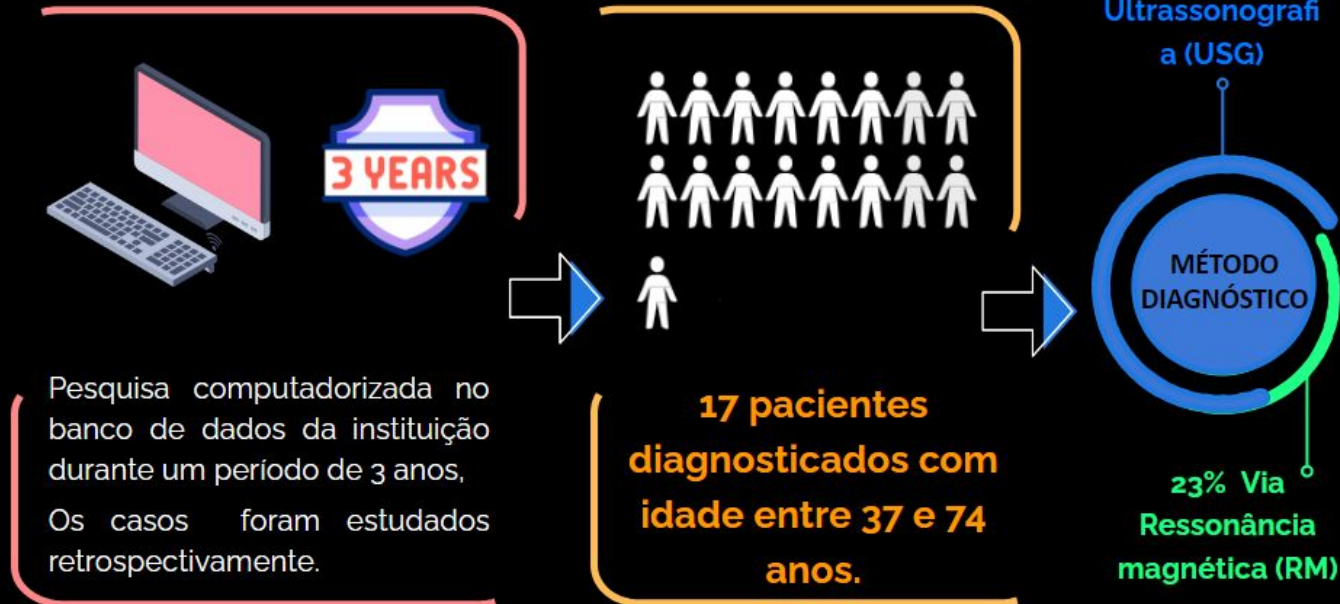 3 YEARS
Pesquisa computadorizada no
banco de dados da instituição
durante um período de 3 anos,
Os casos foram estudados
retrospectivamente.
17 pacientes
diagnosticados com
idade entre 37 e 74
anos.
Ultrassonografi
a (USG)
MÉTODO
DIAGNÓSTICO
23% Via
Ressonância
magnética (RM)